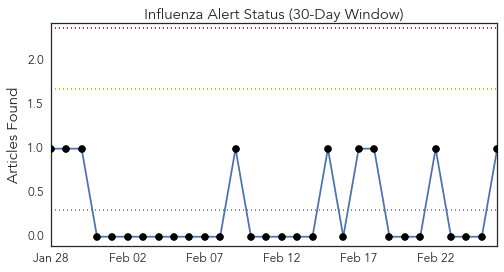 Influenza Alert Status (30-Day Window)
Articles Found
2.0
1.5
1.0
0.5
0.0
Jan 28 Feb 02 Feb 07 Feb 12 Feb 17 Feb 22